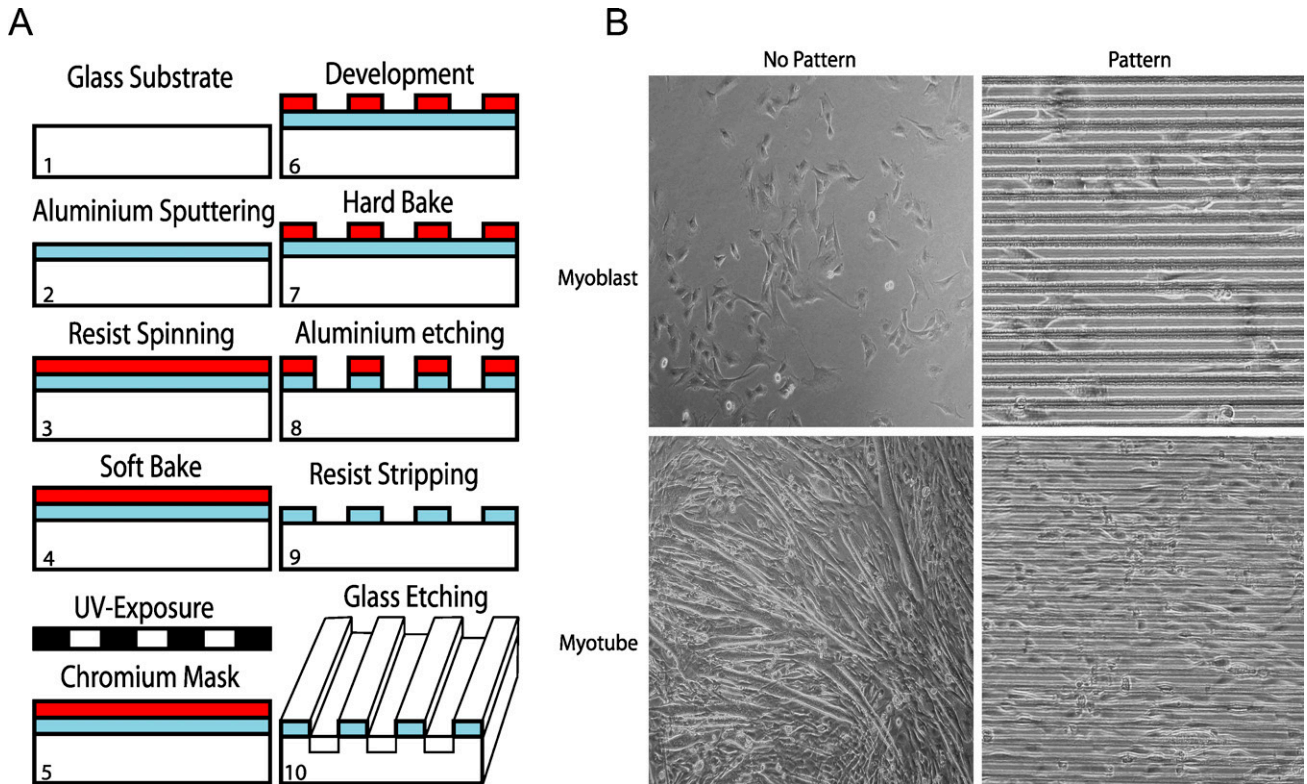 A
Glass Substrate
1
Aluminium Sputtering
2
Resist Spinning
3
Soft Bake
4
UV-Exposure
Chromium Mask
5
Development
6
Hard Bake
7
Aluminium etching
8
Resist Stripping
9
Glass Etching
10
B
No Pattern
Pattern
Myoblast
Myotube